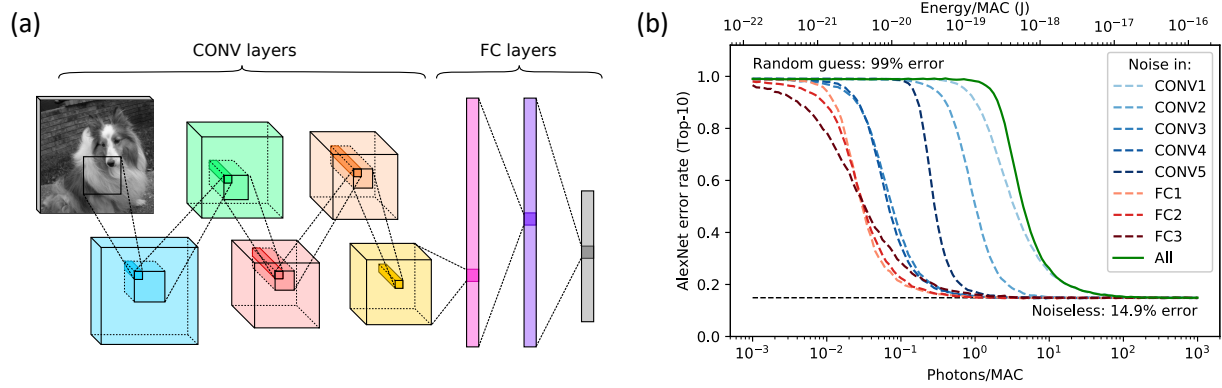 (a)
CONV layers
FC layers
(b)
Energy/MAC (J)
10⁻²² 10⁻²¹ 10⁻²⁰ 10⁻¹⁹ 10⁻¹⁸ 10⁻¹⁷ 10⁻¹⁶
AlexNet error rate (Top-10)
1.0
0.8
0.6
0.4
0.2
0.0
Random guess: 99% error
Noise in:
CONV1
CONV2
CONV3
CONV4
CONV5
FC1
FC2
FC3
All
Noiseless: 14.9% error
10⁻³ 10⁻² 10⁻¹ 10⁰ 10¹ 10² 10³
Photons/MAC